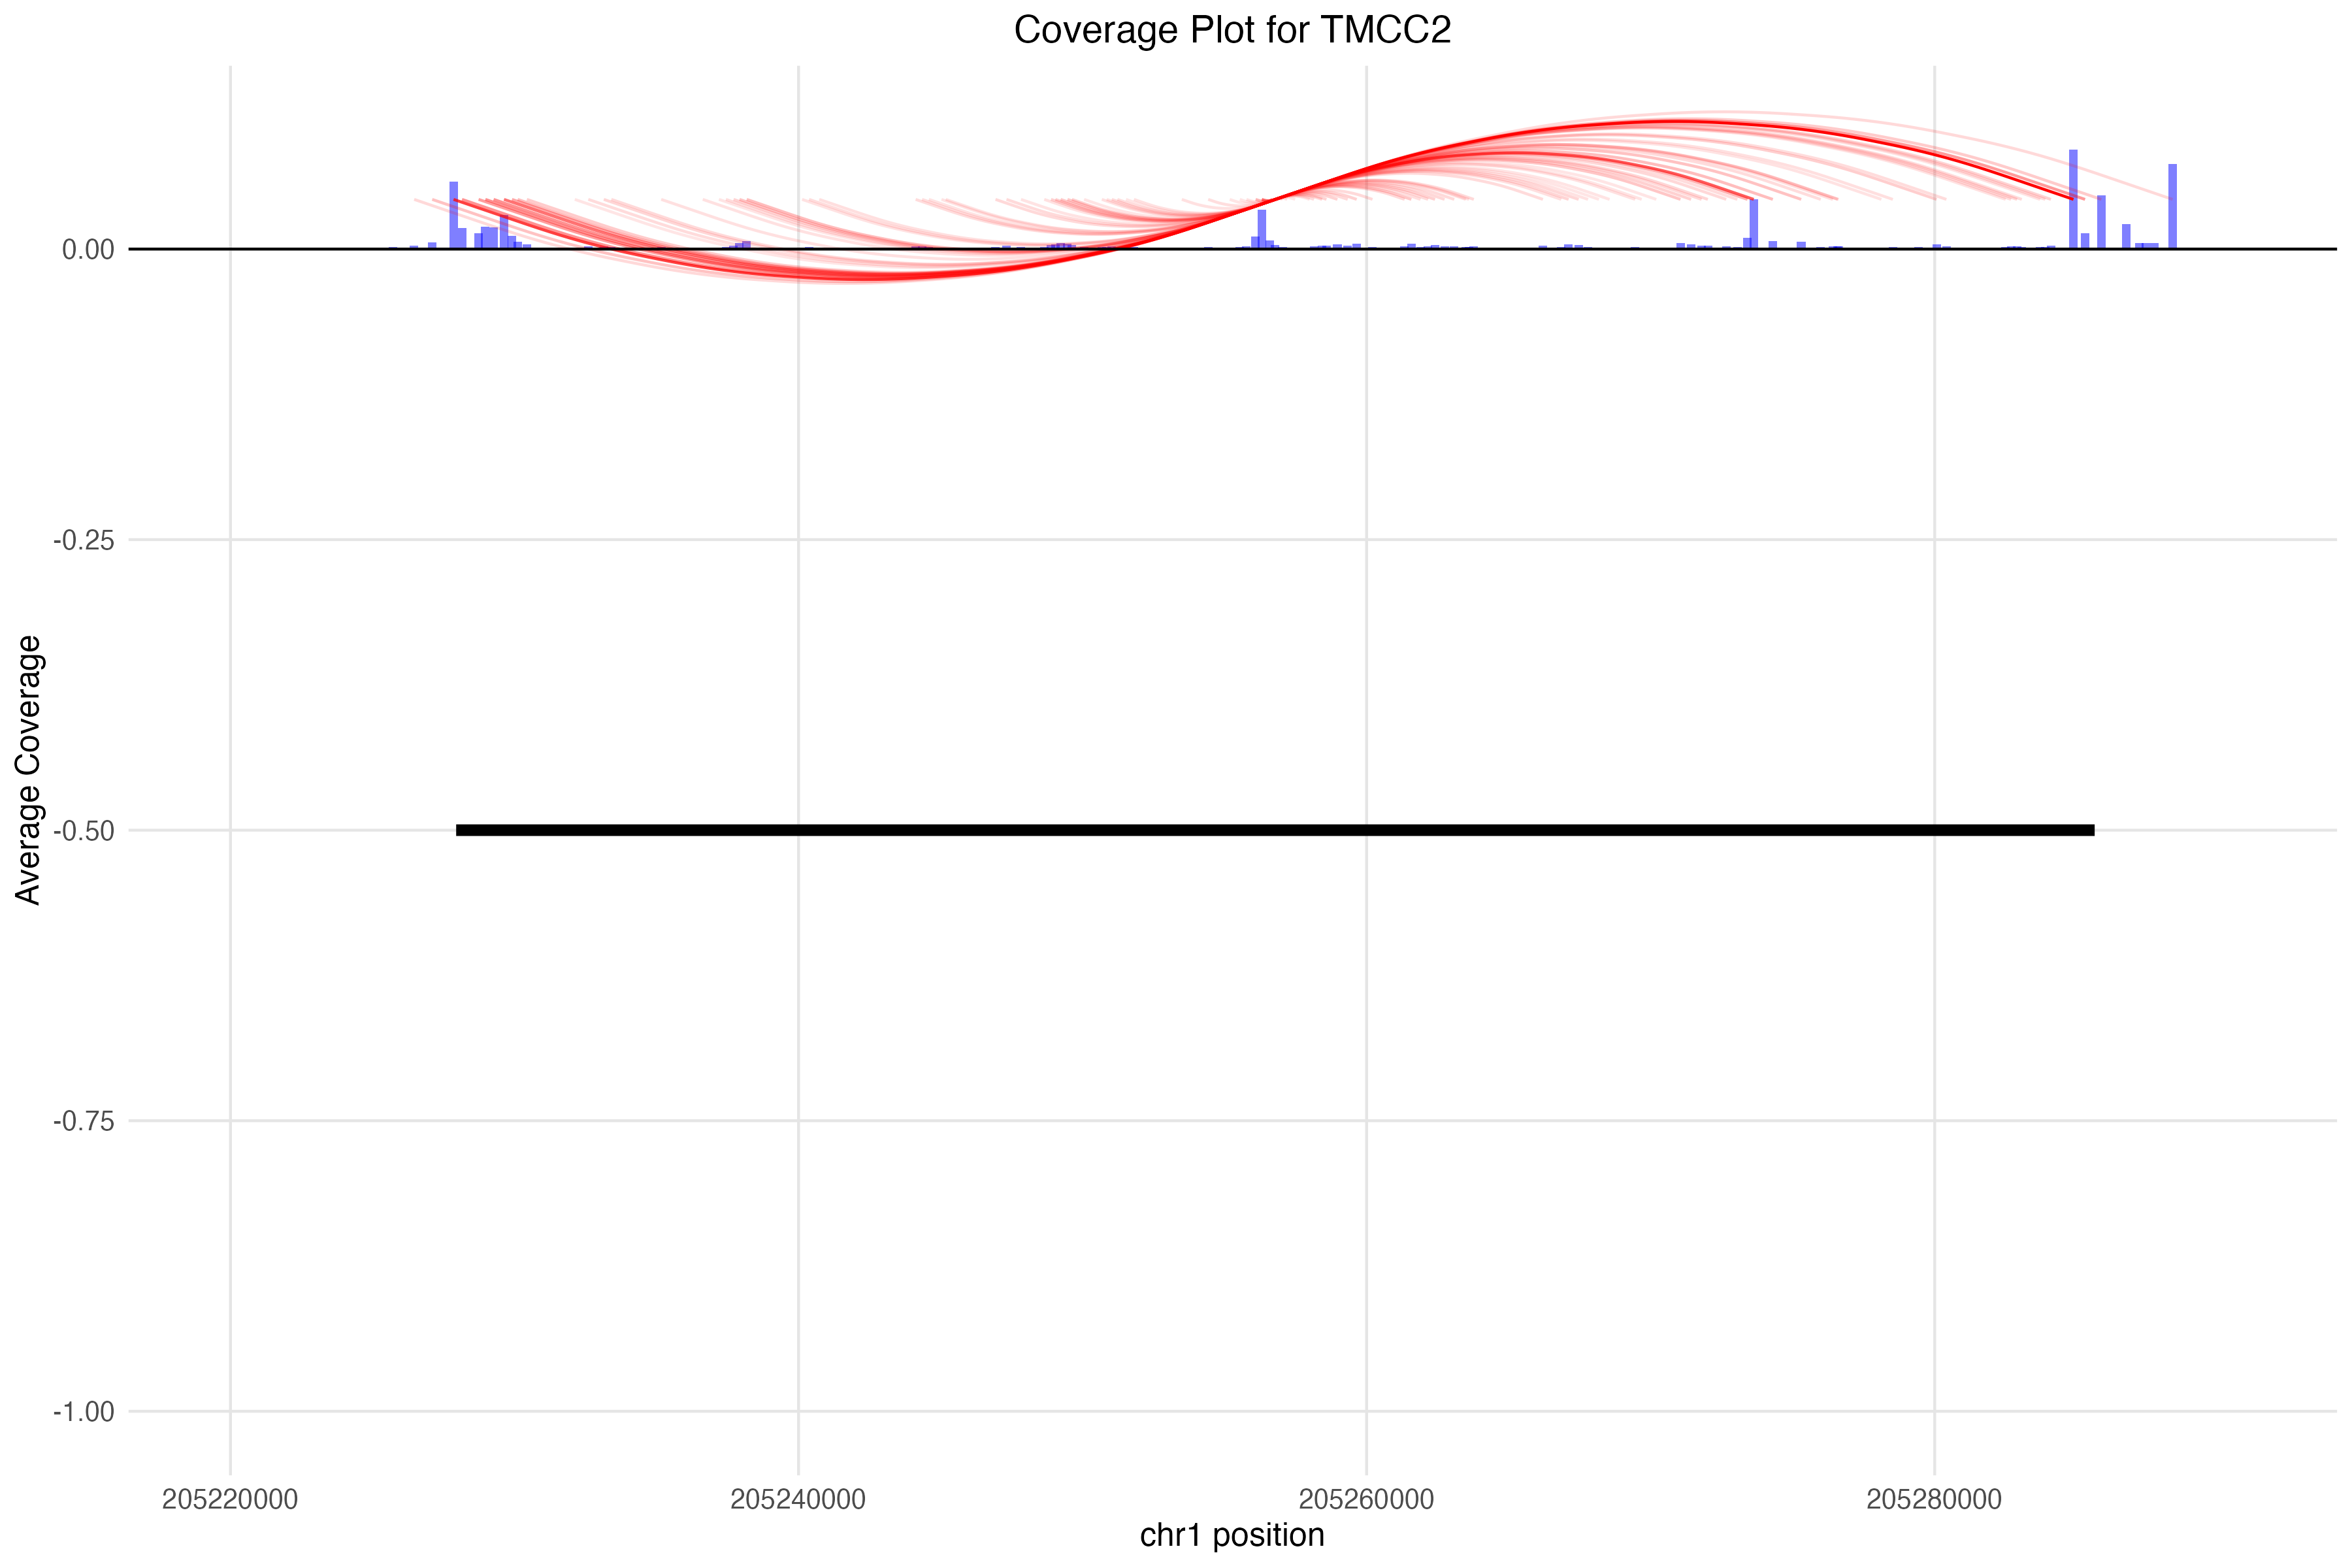 Coverage Plot for TMCC2
Average Coverage
0.00
-0.25
-0.50
-0.75
-1.00
205220000 205240000 205260000 205280000
chr1 position